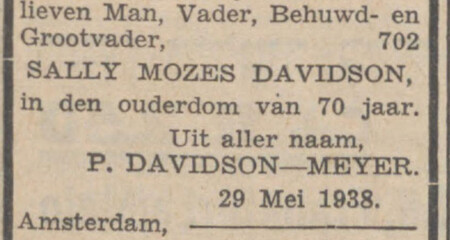 lieven Man, Vader, Behuwd- en
Grootvader, 702
SALLY MOZES DAVIDSON,
in den ouderdom van 70 jaar.
Uit aller naam,
P. DAVIDSON—MEYER.
29 Mei 1938.
Amsterdam,